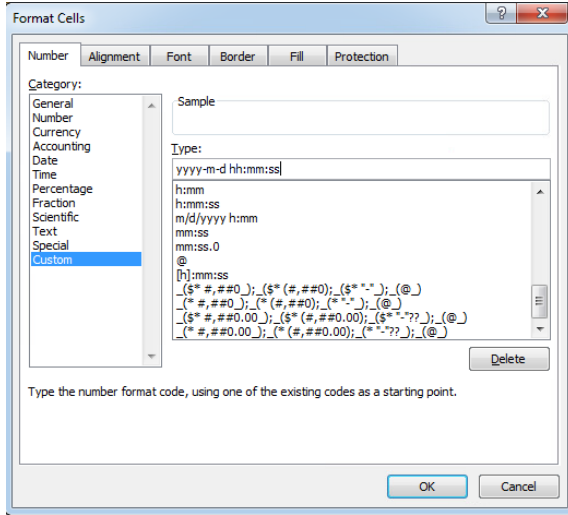 Format Cells
Number Alignment Font Border Fill Protection
Category:
General
Number
Currency
Accounting
Date
Time
Percentage
Fraction
Scientific
Text
Special
Custom
Sample
Type:
yyyy-m-d hh:mm:ss
h:mm
h:mm:ss
m/d/yyyy h:mm
mm:ss
mm:ss.0
@
[h]:mm:ss
_($* #,##0_);_($* (#,##0);_($* "-"_);_(@_)
_(* #,##0_);_(* (#,##0);_(* "-"_);_(@_)
_($* #,##0.00_);_($* (#,##0.00);_($* "-"??_);_(@_)
_(* #,##0.00_);_(* (#,##0.00);_(* "-"??_);_(@_)
Delete
Type the number format code, using one of the existing codes as a starting point.
OK Cancel